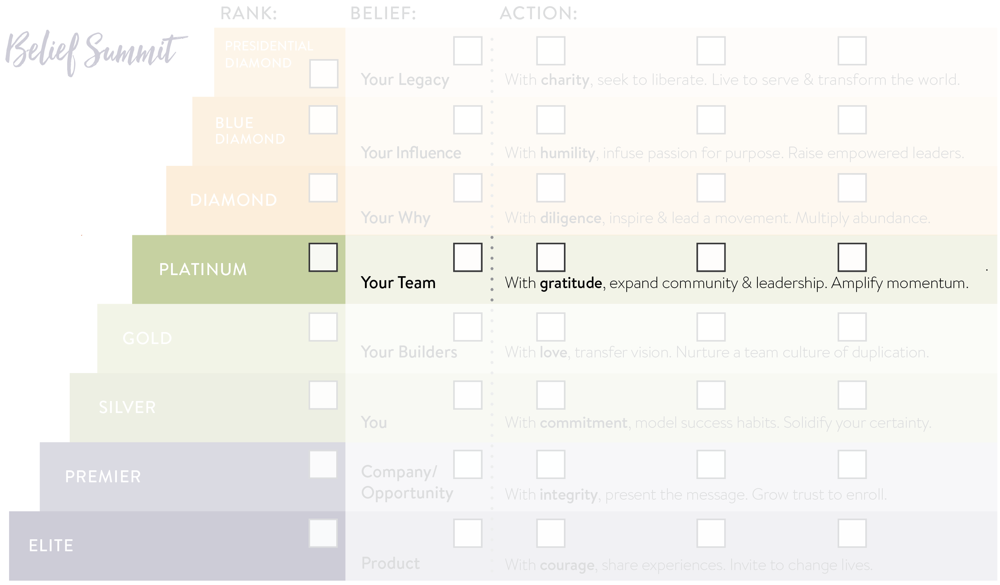 RANK: BELIEF: ACTION:
Belief Summit
PRESIDENTIAL
DIAMOND
Your Legacy
With charity, seek to liberate. Live to serve & transform the world.
BLUE
DIAMOND
Your Influence
With humility, infuse passion for purpose. Raise empowered leaders.
DIAMOND
Your Why
With diligence, inspire & lead a movement. Multiply abundance.
PLATINUM
Your Team
With gratitude, expand community & leadership. Amplify momentum.
GOLD
Your Builders
With love, transfer vision. Nurture a team culture of duplication.
SILVER
You
With commitment, model success habits. Solidify your certainty.
PREMIER
Company/
Opportunity
With integrity, present the message. Grow trust to enroll.
ELITE
Product
With courage, share experiences. Invite to change lives.